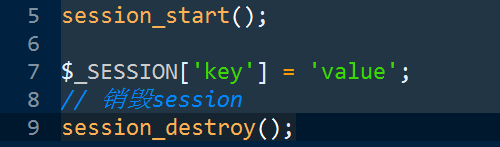 5 session_start();
6
7 $_SESSION['key'] = 'value';
8 // 销毁session
9 session_destroy();